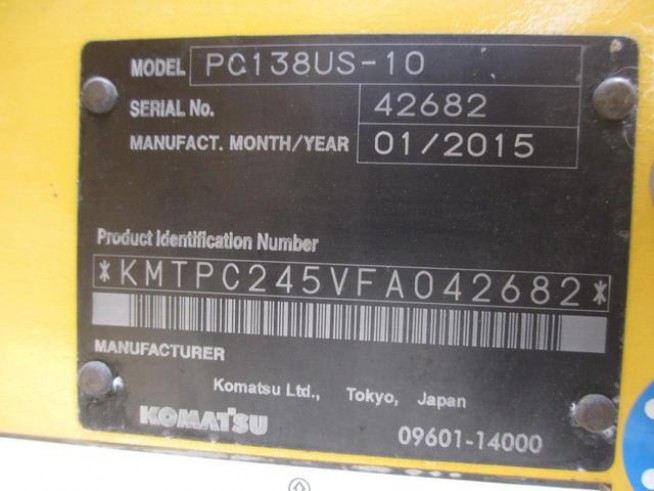 MODEL PC138US-10
SERIAL No. 42682
MANUFACT. MONTH/YEAR 01/2015
Product Identification Number
*KMTPC245VFA042682*
MANUFACTURER
Komatsu Ltd., Tokyo, Japan
KOMATSU 09601-14000